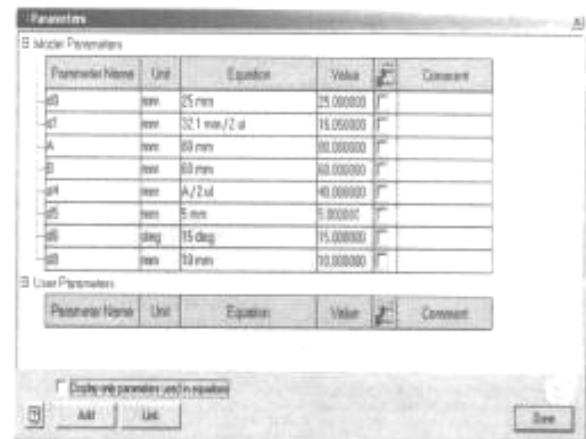 Parameters
Model Parameters
Parameter Name Unit Equation Value Comment
d0 mm 25 mm 25.000000
d1 mm 32.1 mm / 2 ul 16.050000
A mm 80 mm 80.000000
B mm 60 mm 60.000000
d4 mm A / 2 ul 40.000000
d5 mm 5 mm 5.000000
d6 deg 15 deg 15.000000
d8 mm 10 mm 10.000000
User Parameters
Parameter Name Unit Equation Value Comment
Display only parameters used in equations
? Add Link Done